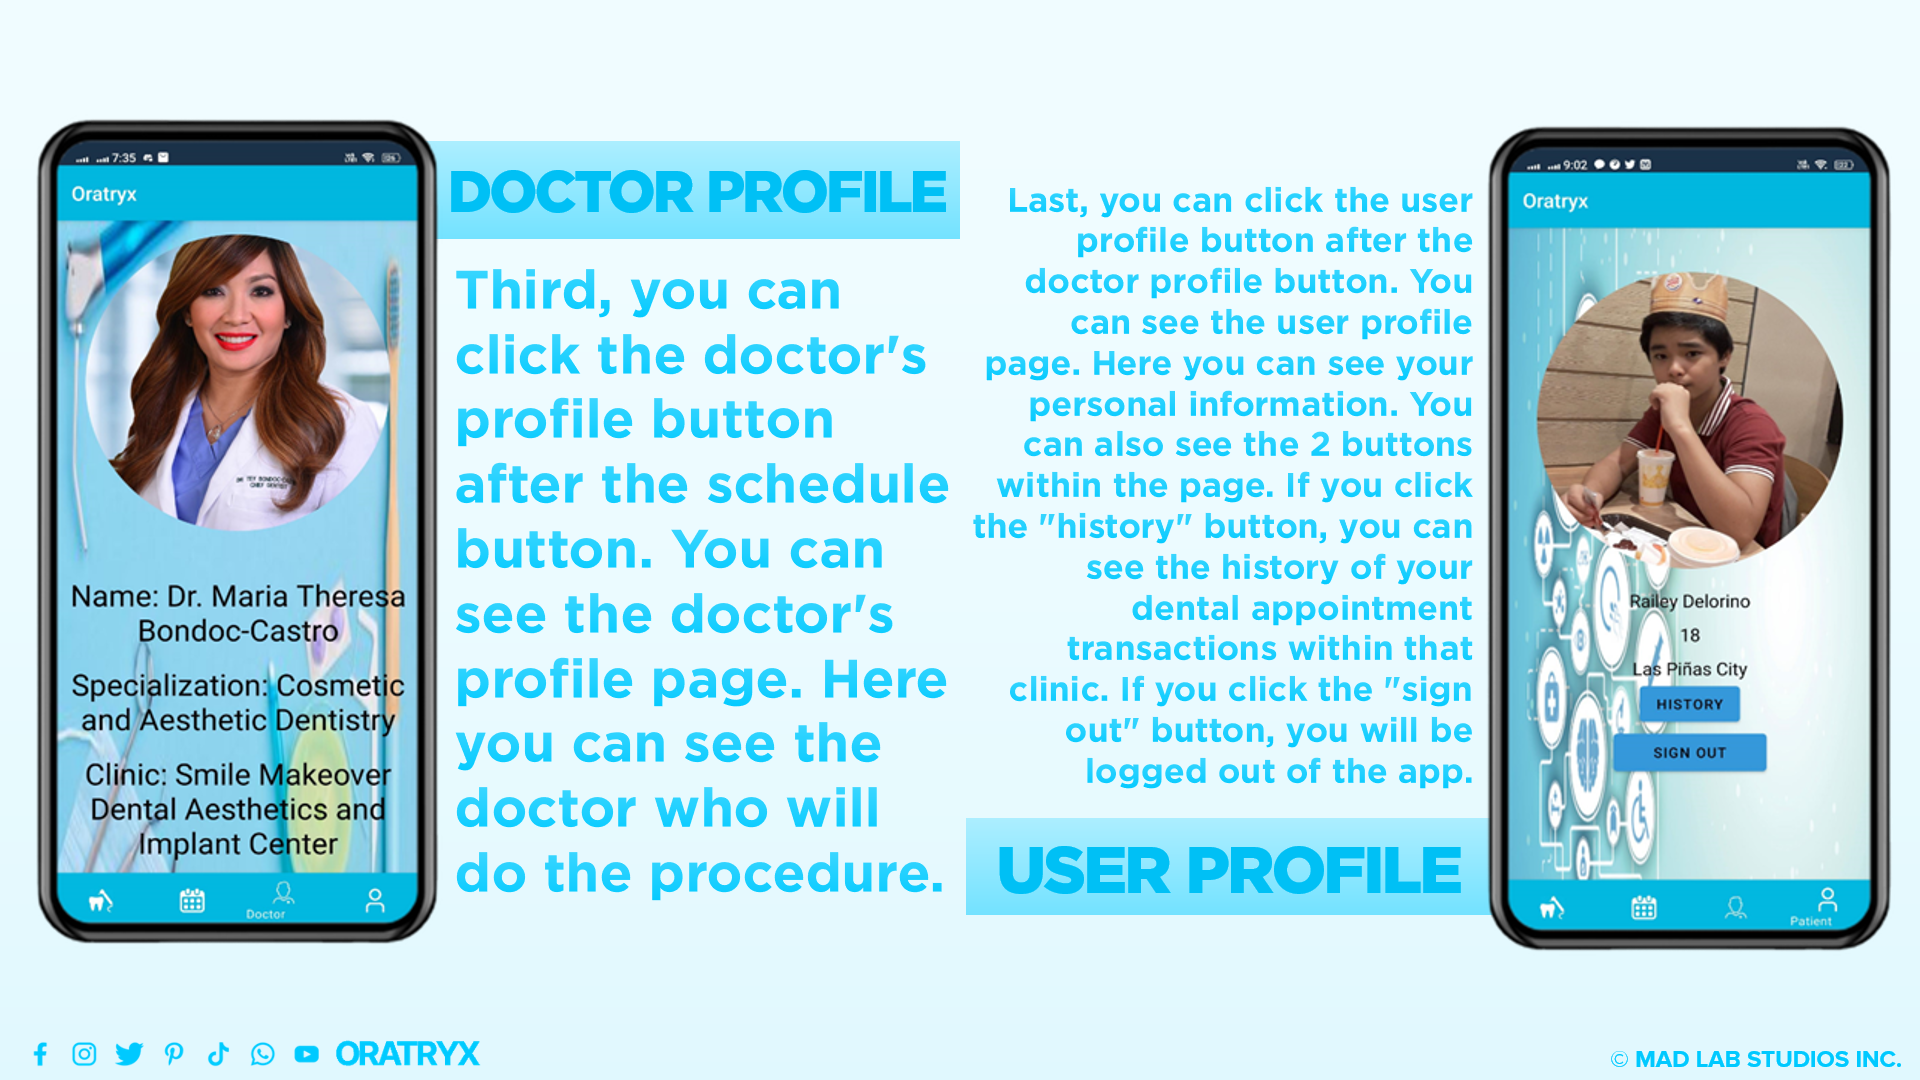 7:35
Oratryx
Name: Dr. Maria Theresa
Bondoc-Castro
Specialization: Cosmetic
and Aesthetic Dentistry
Clinic: Smile Makeover
Dental Aesthetics and
Implant Center
Doctor
DOCTOR PROFILE
Third, you can
click the doctor's
profile button
after the schedule
button. You can
see the doctor's
profile page. Here
you can see the
doctor who will
do the procedure.
Last, you can click the user
profile button after the
doctor profile button. You
can see the user profile
page. Here you can see your
personal information. You
can also see the 2 buttons
within the page. If you click
the "history" button, you can
see the history of your
dental appointment
transactions within that
clinic. If you click the "sign
out" button, you will be
logged out of the app.
USER PROFILE
9:02
Oratryx
Railey Delorino
18
Las Piñas City
HISTORY
SIGN OUT
Patient
ORATRYX
© MAD LAB STUDIOS INC.